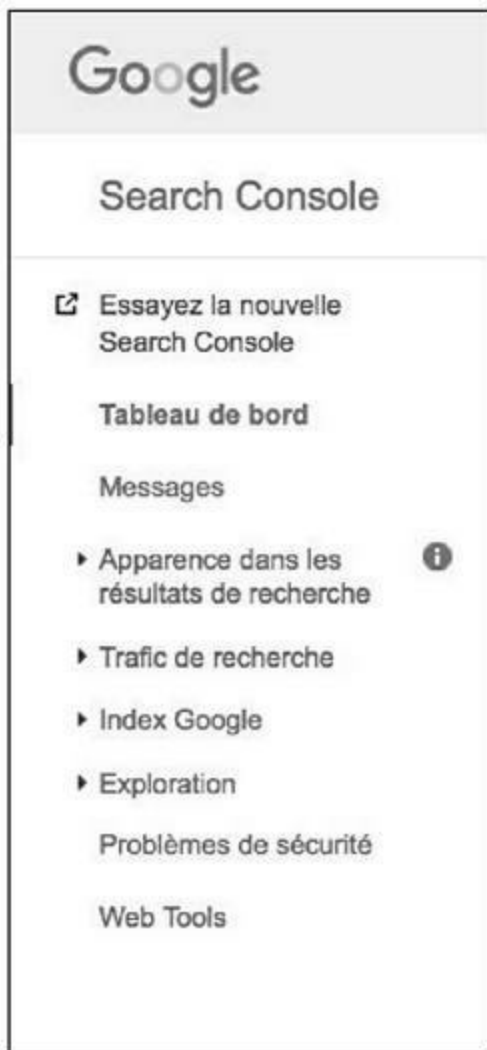 Google
Search Console
Essayez la nouvelle
Search Console
Tableau de bord
Messages
Apparence dans les
résultats de recherche
Trafic de recherche
Index Google
Exploration
Problèmes de sécurité
Web Tools